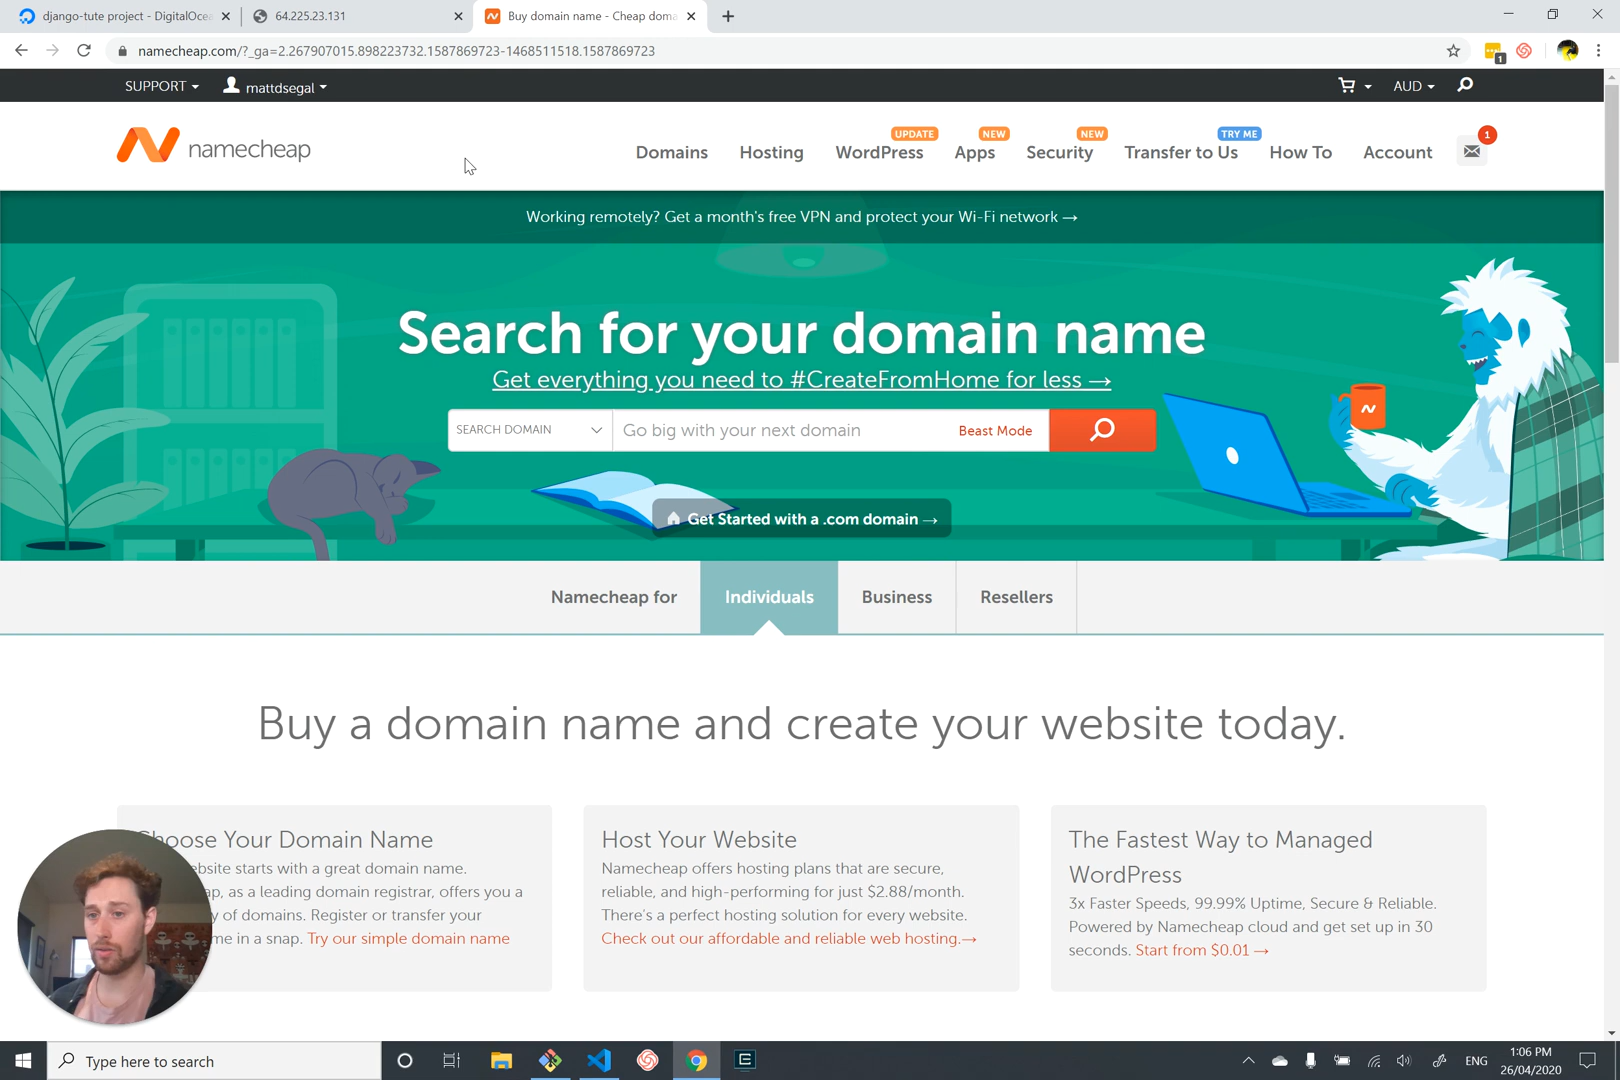 django-tute project - DigitalOcea
64.225.23.131
Buy domain name - Cheap doma
namecheap.com/?_ga=2.267907015.898223732.1587869723-1468511518.1587869723
1
SUPPORT
mattdsegal
AUD
namecheap
Domains
Hosting
UPDATE
WordPress
NEW
Apps
NEW
Security
TRY ME
Transfer to Us
How To
Account
1
Working remotely? Get a month's free VPN and protect your Wi-Fi network →
Search for your domain name
Get everything you need to #CreateFromHome for less →
SEARCH DOMAIN
Go big with your next domain
Beast Mode
Get Started with a .com domain →
Namecheap for
Individuals
Business
Resellers
Buy a domain name and create your website today.
hoose Your Domain Name
ebsite starts with a great domain name.
ap, as a leading domain registrar, offers you a
y of domains. Register or transfer your
me in a snap. Try our simple domain name
Host Your Website
Namecheap offers hosting plans that are secure,
reliable, and high-performing for just $2.88/month.
There's a perfect hosting solution for every website.
Check out our affordable and reliable web hosting.→
The Fastest Way to Managed
WordPress
3x Faster Speeds, 99.99% Uptime, Secure & Reliable.
Powered by Namecheap cloud and get set up in 30
seconds. Start from $0.01 →
Type here to search
ENG
1:06 PM
26/04/2020